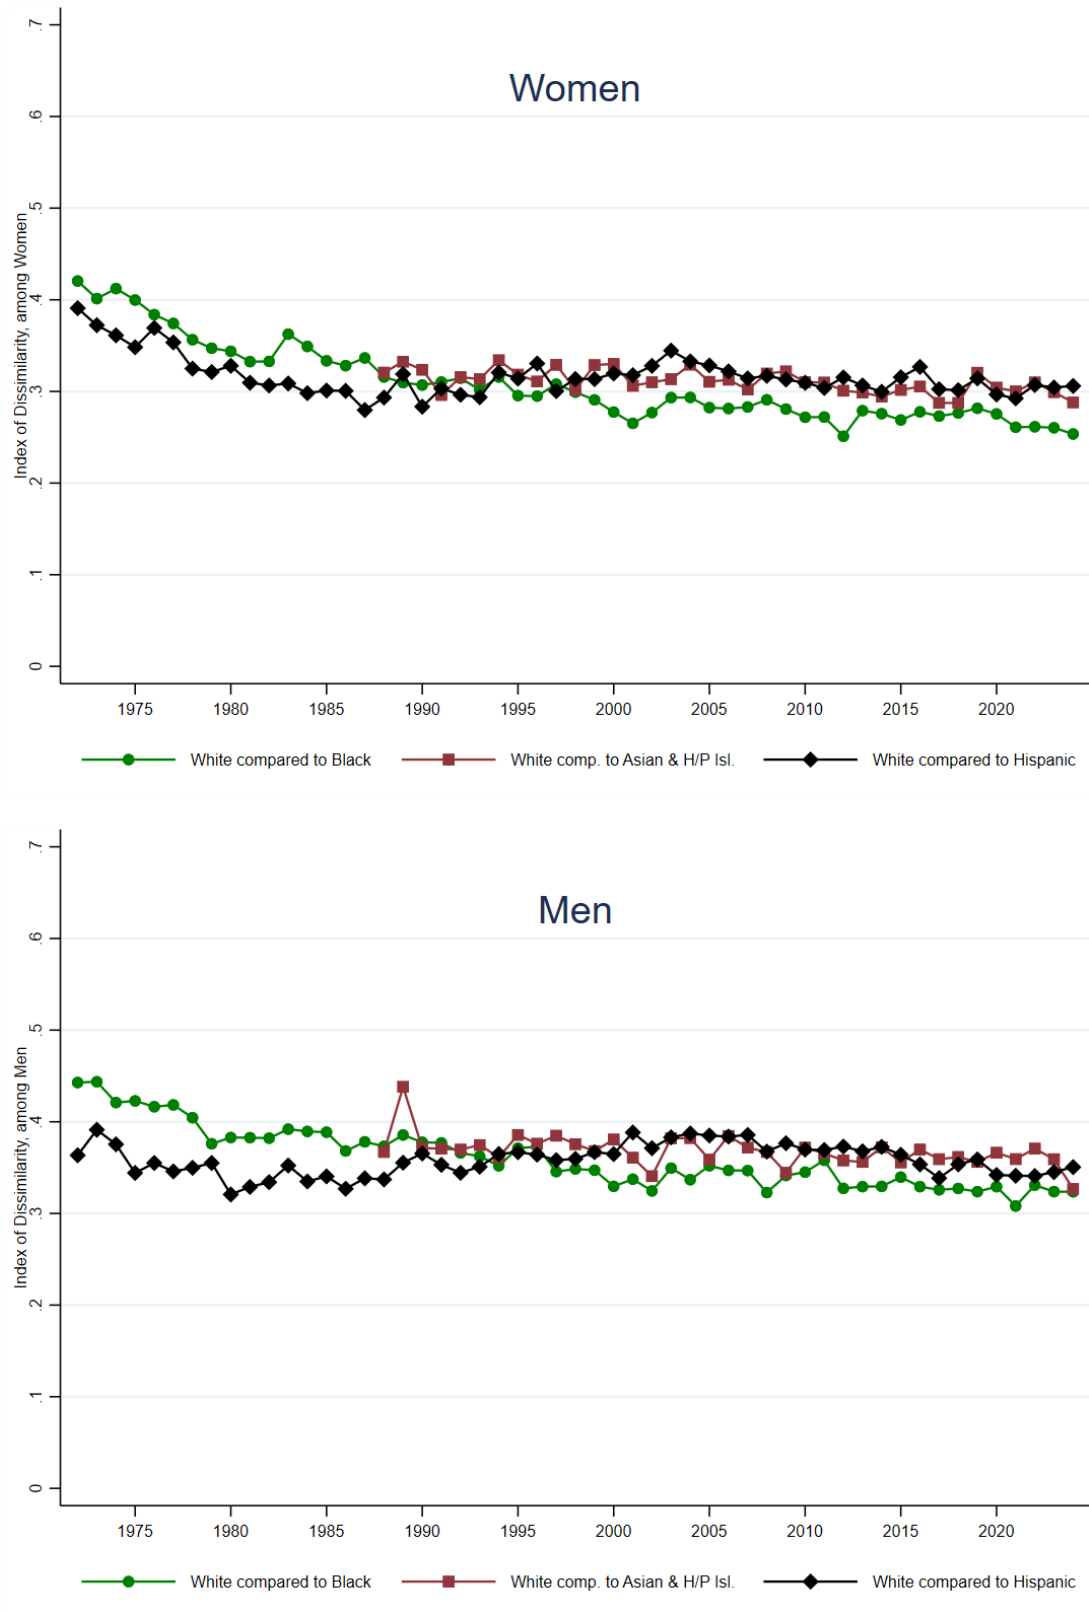 Women
Index of Dissimilarity, among Women
.7
.6
.5
.4
.3
.2
.1
0
1975 1980 1985 1990 1995 2000 2005 2010 2015 2020
White compared to Black White comp. to Asian & H/P Isl. White compared to Hispanic
Men
Index of Dissimilarity, among Men
.7
.6
.5
.4
.3
.2
.1
0
1975 1980 1985 1990 1995 2000 2005 2010 2015 2020
White compared to Black White comp. to Asian & H/P Isl. White compared to Hispanic